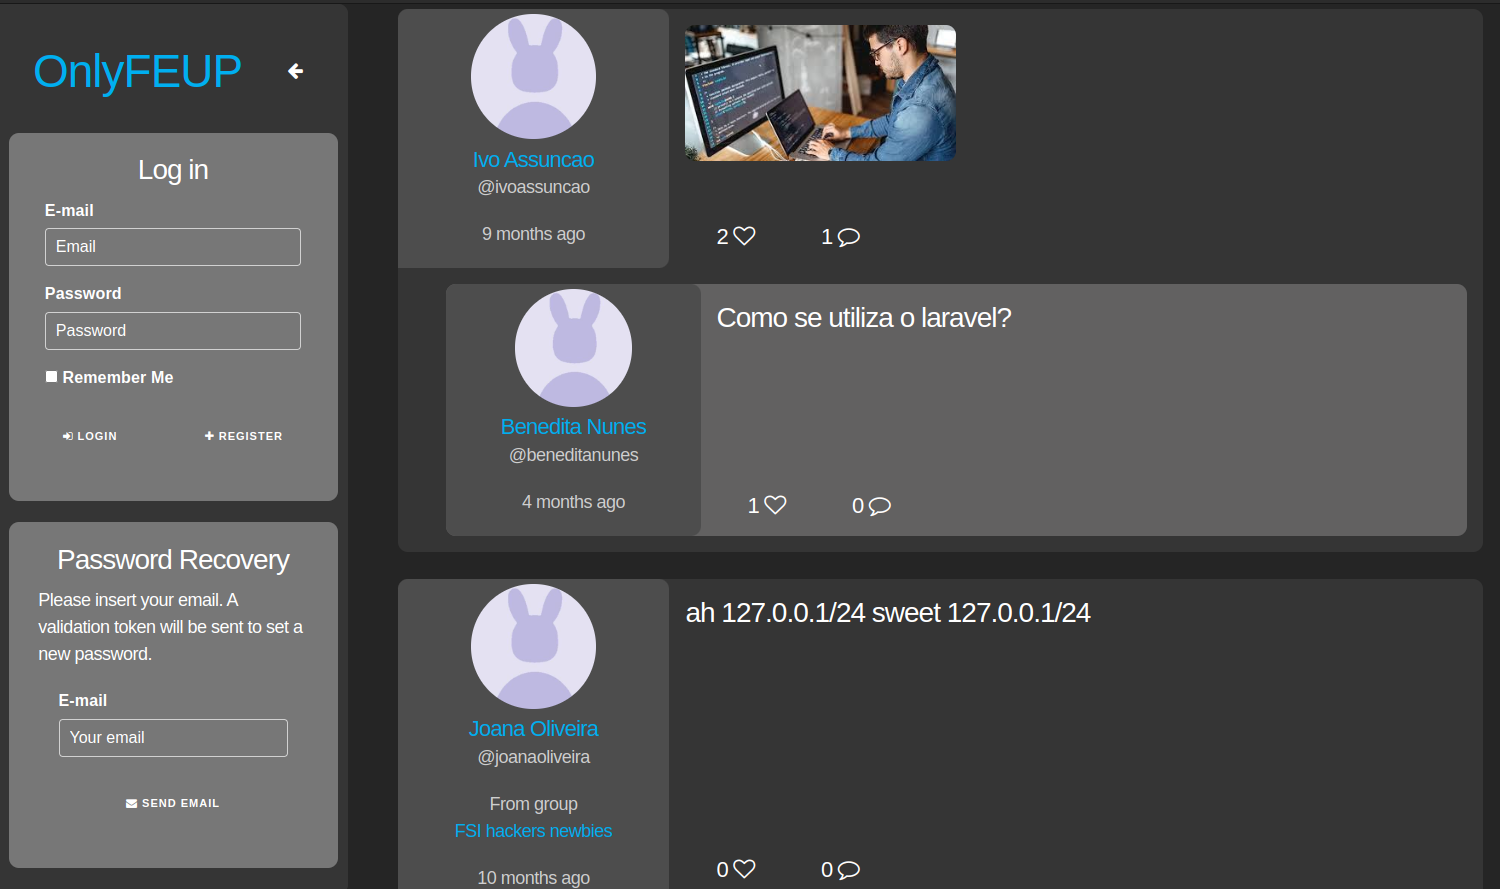 OnlyFEUP
Log in
E-mail
Email
Password
Password
Remember Me
LOGIN
REGISTER
Password Recovery
Please insert your email. A
validation token will be sent to set a
new password.
E-mail
Your email
SEND EMAIL
Ivo Assuncao
@ivoassuncao
9 months ago
2
1
Benedita Nunes
@beneditanunes
4 months ago
Como se utiliza o laravel?
1
0
Joana Oliveira
@joanaoliveira
From group
FSI hackers newbies
10 months ago
ah 127.0.0.1/24 sweet 127.0.0.1/24
0
0